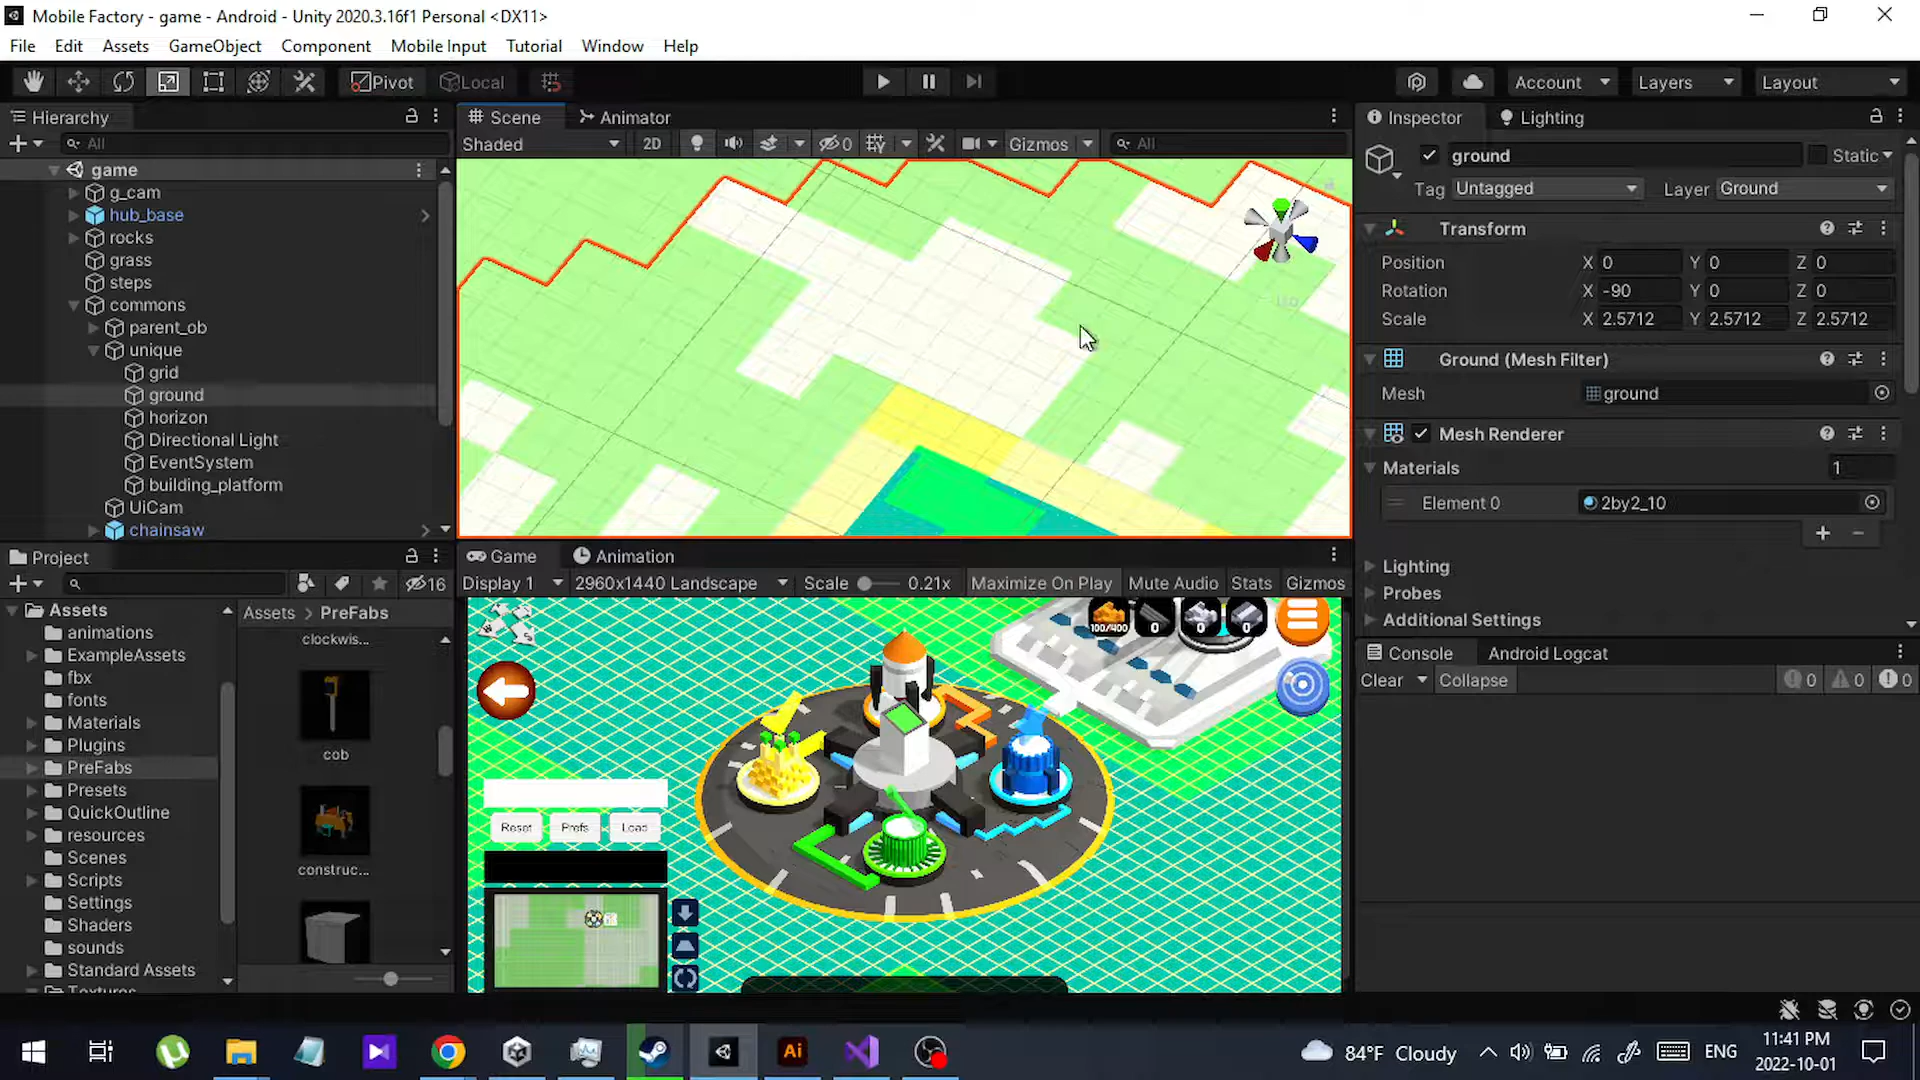 Mobile Factory - game - Android - Unity 2020.3.16f1 Personal <DX11>
File Edit Assets GameObject Component Mobile Input Tutorial Window Help
Pivot Local Account Layers Layout
Hierarchy
All
game
g_cam
hub_base
rocks
grass
steps
commons
parent_ob
unique
grid
ground
horizon
Directional Light
EventSystem
building_platform
UiCam
chainsaw
Scene Animator
Shaded 2D 0 Gizmos All
Inspector Lighting
ground Static
Tag Untagged Layer Ground
Transform
Position X 0 Y 0 Z 0
Rotation X -90 Y 0 Z 0
Scale X 2.5712 Y 2.5712 Z 2.5712
Ground (Mesh Filter)
Mesh ground
Mesh Renderer
Materials 1
Element 0 2by2_10
Lighting
Probes
Additional Settings
Project
16
Assets
animations
ExampleAssets
fbx
fonts
Materials
Plugins
PreFabs
Presets
QuickOutline
resources
Scenes
Scripts
Settings
Shaders
sounds
Standard Assets
Textures
Assets > PreFabs
clockwis...
cob
construc...
Game Animation
Display 1 2960x1440 Landscape Scale 0.21x Maximize On Play Mute Audio Stats Gizmos
100/400 0 0 0
W S
Reset Prefs Load
Console Android Logcat
Clear Collapse 0 0 0
Ai
84°F Cloudy ENG
11:41 PM
2022-10-01